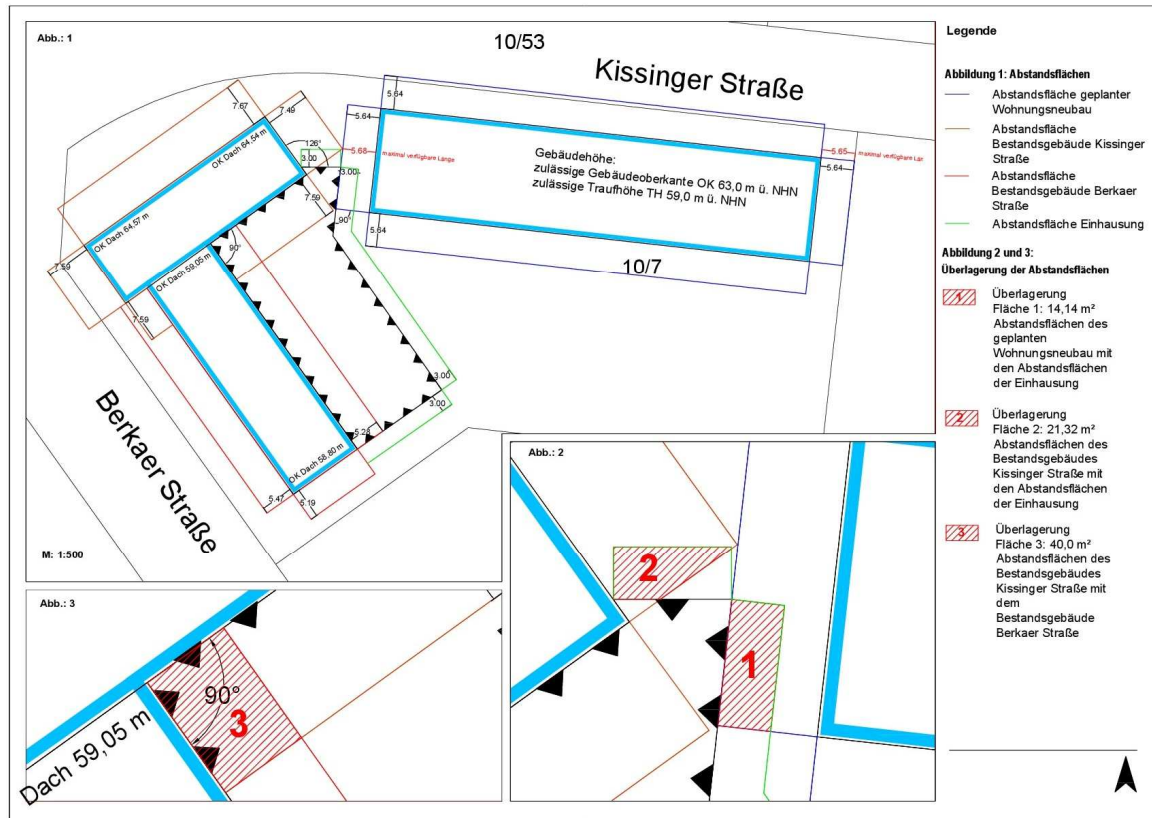 Abb.: 1
10/53
Kissinger Straße
7.67
7.49
5.64
5.64
126°
3.00
5.68
maximal verfügbare Länge
3.00
5.65
maximal verfügbare Län
5.64
OK Dach 64,54 m
Gebäudehöhe:
zulässige Gebäudeoberkante OK 63,0 m ü. NHN
zulässige Traufhöhe TH 59,0 m ü. NHN
7.59
90°
5.64
OK Dach 64,57 m
90°
10/7
7.59
OK Dach 59,05 m
7.59
3.00
3.00
Berkaer Straße
5.28
OK Dach 58,80 m
5.47
5.19
M: 1:500
Abb.: 3
90°
3
Dach 59,05 m
Abb.: 2
2
1
Legende
Abbildung 1: Abstandsflächen
Abstandsfläche geplanter
Wohnungsneubau
Abstandsfläche
Bestandsgebäude Kissinger
Straße
Abstandsfläche
Bestandsgebäude Berkaer
Straße
Abstandsfläche Einhausung
Abbildung 2 und 3:
Überlagerung der Abstandsflächen
1
Überlagerung
Fläche 1: 14,14 m²
Abstandsflächen des
geplanten
Wohnungsneubau mit
den Abstandsflächen
der Einhausung
2
Überlagerung
Fläche 2: 21,32 m²
Abstandsflächen des
Bestandsgebäudes
Kissinger Straße mit
den Abstandsflächen
der Einhausung
3
Überlagerung
Fläche 3: 40,0 m²
Abstandsflächen des
Bestandsgebäudes
Kissinger Straße mit
dem
Bestandsgebäude
Berkaer Straße